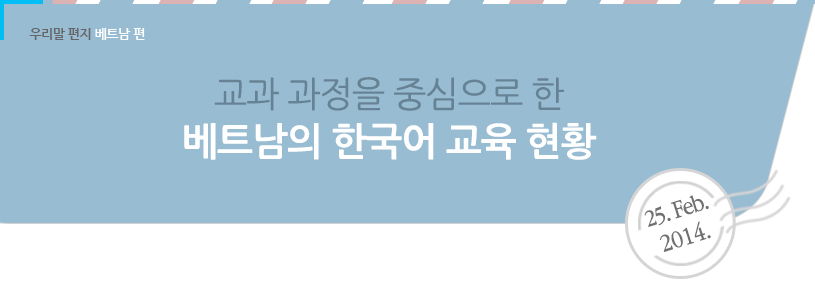 우리말 편지 베트남 편
교과 과정을 중심으로 한
베트남의 한국어 교육 현황
25. Feb.
2014.